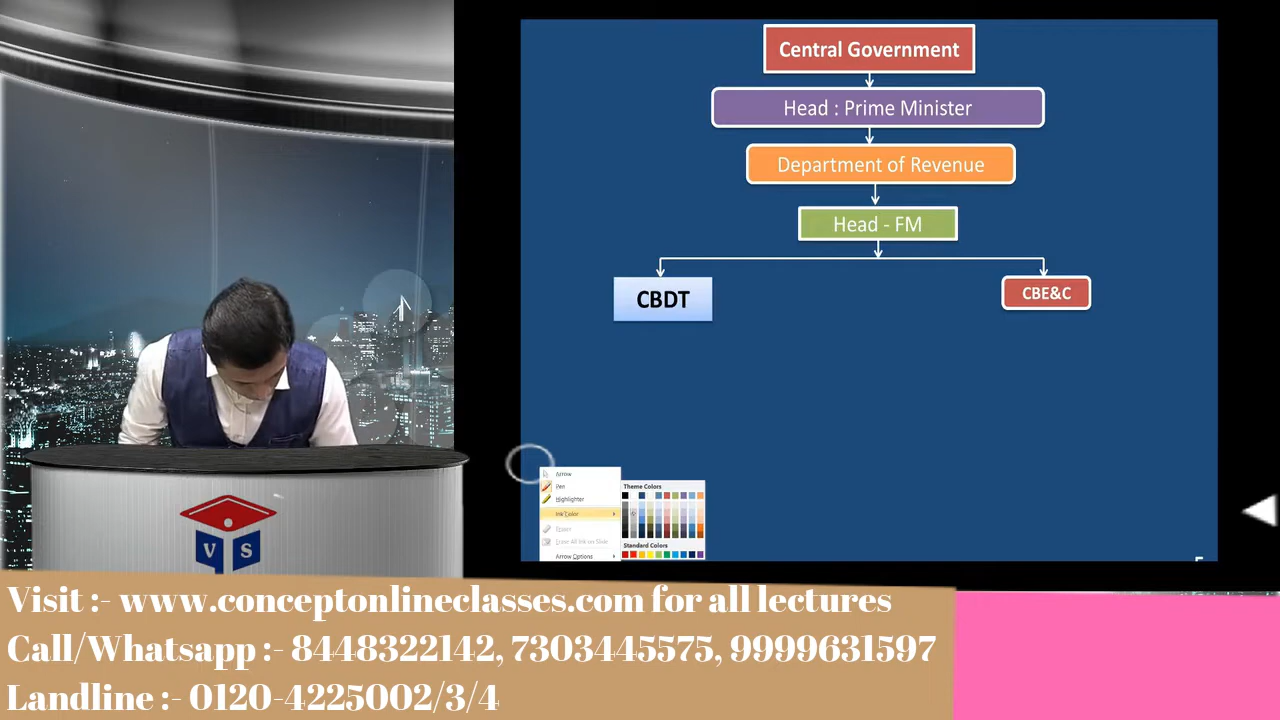 Central Government
Head : Prime Minister
Department of Revenue
Head - FM
CBDT
CBE&C
Arrow
Pen
Highlighter
Ink Color
Eraser
Erase All Ink on Slide
Arrow Options
Theme Colors
Standard Colors
V S
Visit :- www.conceptonlineclasses.com for all lectures
Call/Whatsapp :- 8448322142, 7303445575, 9999631597
Landline :- 0120-4225002/3/4